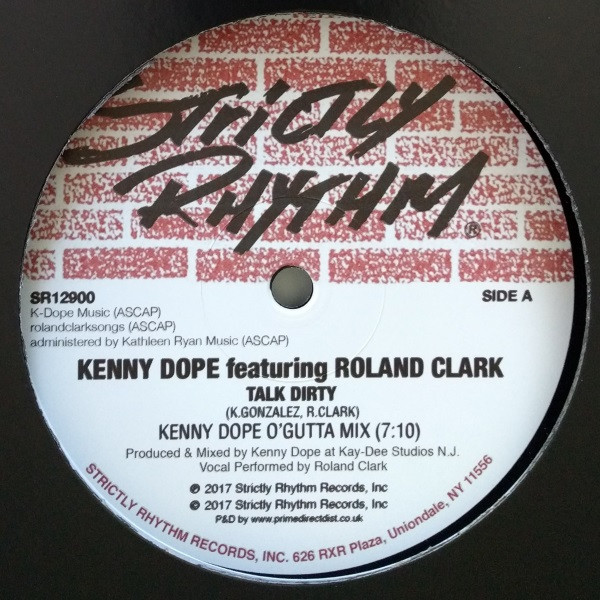 STRICTLY
RHYTHM®
SR12900
SIDE A
K-Dope Music (ASCAP)
rolandclarksongs (ASCAP)
administered by Kathleen Ryan Music (ASCAP)
KENNY DOPE featuring ROLAND CLARK
TALK DIRTY
(K.GONZALEZ, R.CLARK)
KENNY DOPE O'GUTTA MIX (7:10)
Produced & Mixed by Kenny Dope at Kay-Dee Studios N.J.
Vocal Performed by Roland Clark
℗ 2017 Strictly Rhythm Records, Inc
© 2017 Strictly Rhythm Records, Inc
P&D by www.primedirectdist.co.uk
STRICTLY RHYTHM RECORDS, INC. 626 RXR Plaza, Uniondale, NY 11556